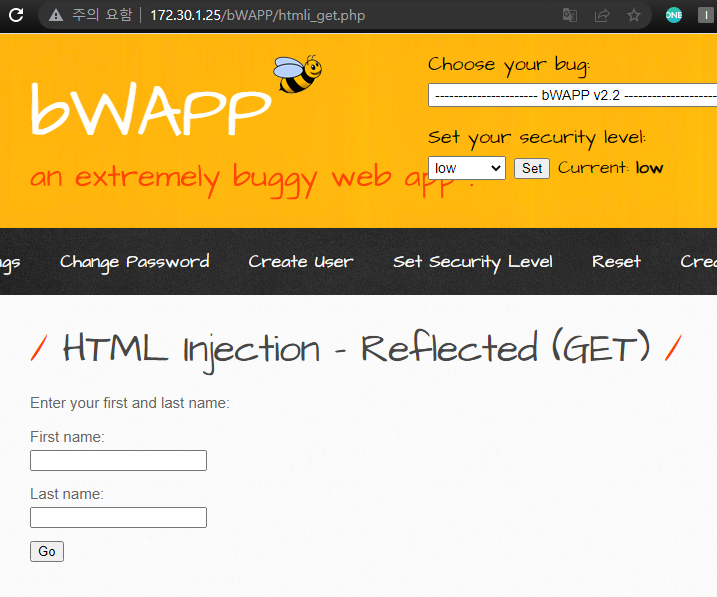 주의 요함 172.30.1.25/bWAPP/htmli_get.php
ONE
bWAPP
an extremely buggy web app !
Choose your bug:
---------------------- bWAPP v2.2 --------------------
Set your security level:
low Set Current: low
Change Password Create User Set Security Level Reset
/ HTML Injection - Reflected (GET) /
Enter your first and last name:
First name:
Last name:
Go